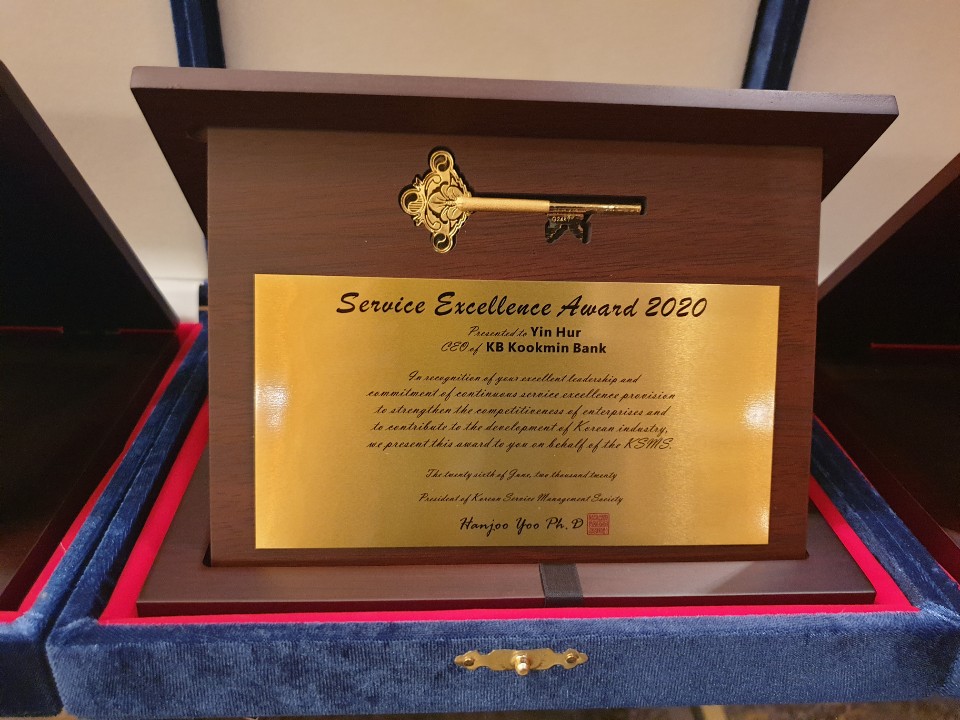 Service Excellence Award 2020
Presented to Yin Hur
CEO of KB Kookmin Bank
In recognition of your excellent leadership and
commitment of continuous service excellence provision
to strengthen the competitiveness of enterprises and
to contribute to the development of Korean industry,
we present this award to you on behalf of the KSMS.
The twenty sixth of June, two thousand twenty
President of Korean Service Management Society
Hanjoo Yoo Ph. D